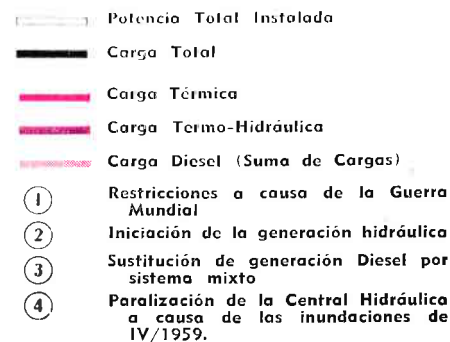 Potencia Total Instalada
Carga Total
Carga Térmica
Carga Termo-Hidráulica
Carga Diesel (Suma de Cargas)
1 Restricciones a causa de la Guerra
Mundial
2 Iniciación de la generación hidráulica
3 Sustitución de generación Diesel por
sistema mixto
4 Paralización de la Central Hidráulica
a causa de las inundaciones de
IV/1959.